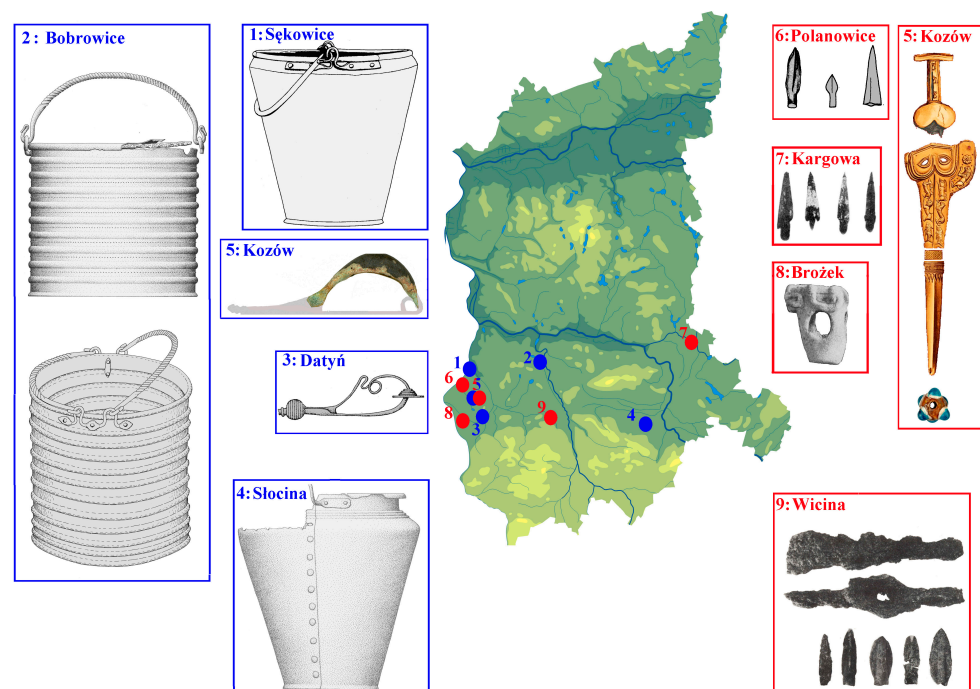 2: Bobrowice
1: Sękowice
5: Kozów
3: Datyń
4: Słocina
1
6
5
8
3
2
9
4
7
6: Polanowice
7: Kargowa
8: Brożek
5: Kozów
9: Wicina